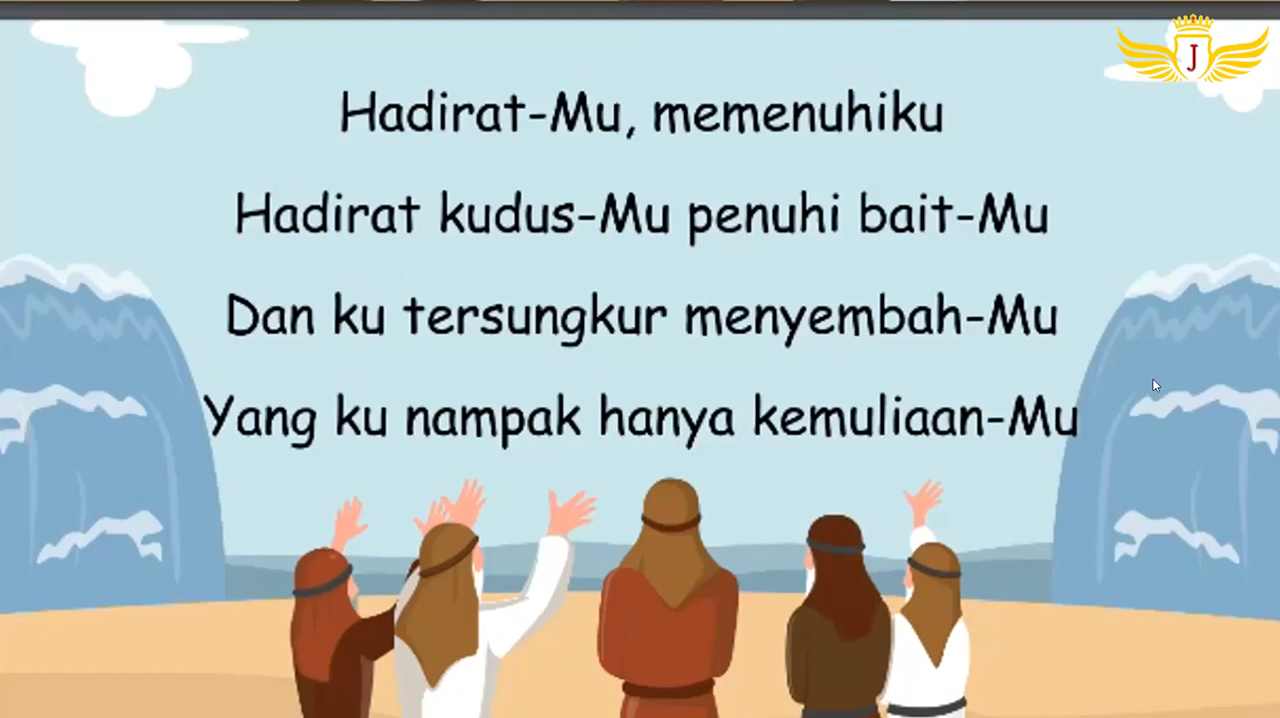 J
Hadirat-Mu, memenuhiku
Hadirat kudus-Mu penuhi bait-Mu
Dan ku tersungkur menyembah-Mu
Yang ku nampak hanya kemuliaan-Mu